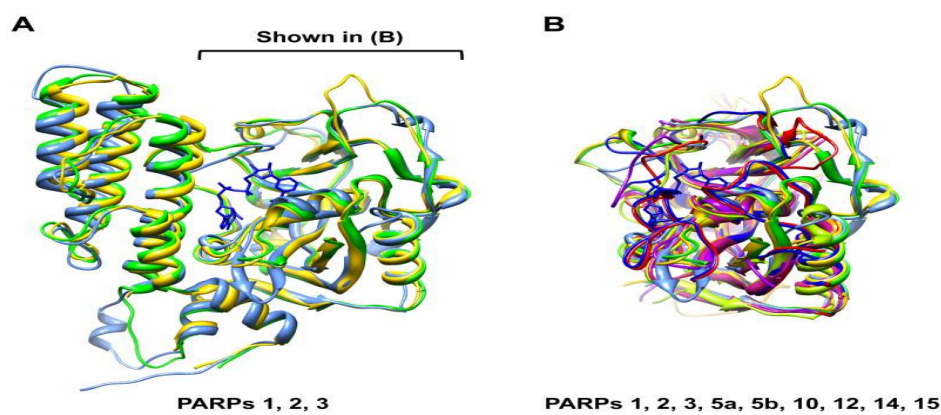 A
Shown in (B)
B
PARPs 1, 2, 3
PARPs 1, 2, 3, 5a, 5b, 10, 12, 14, 15